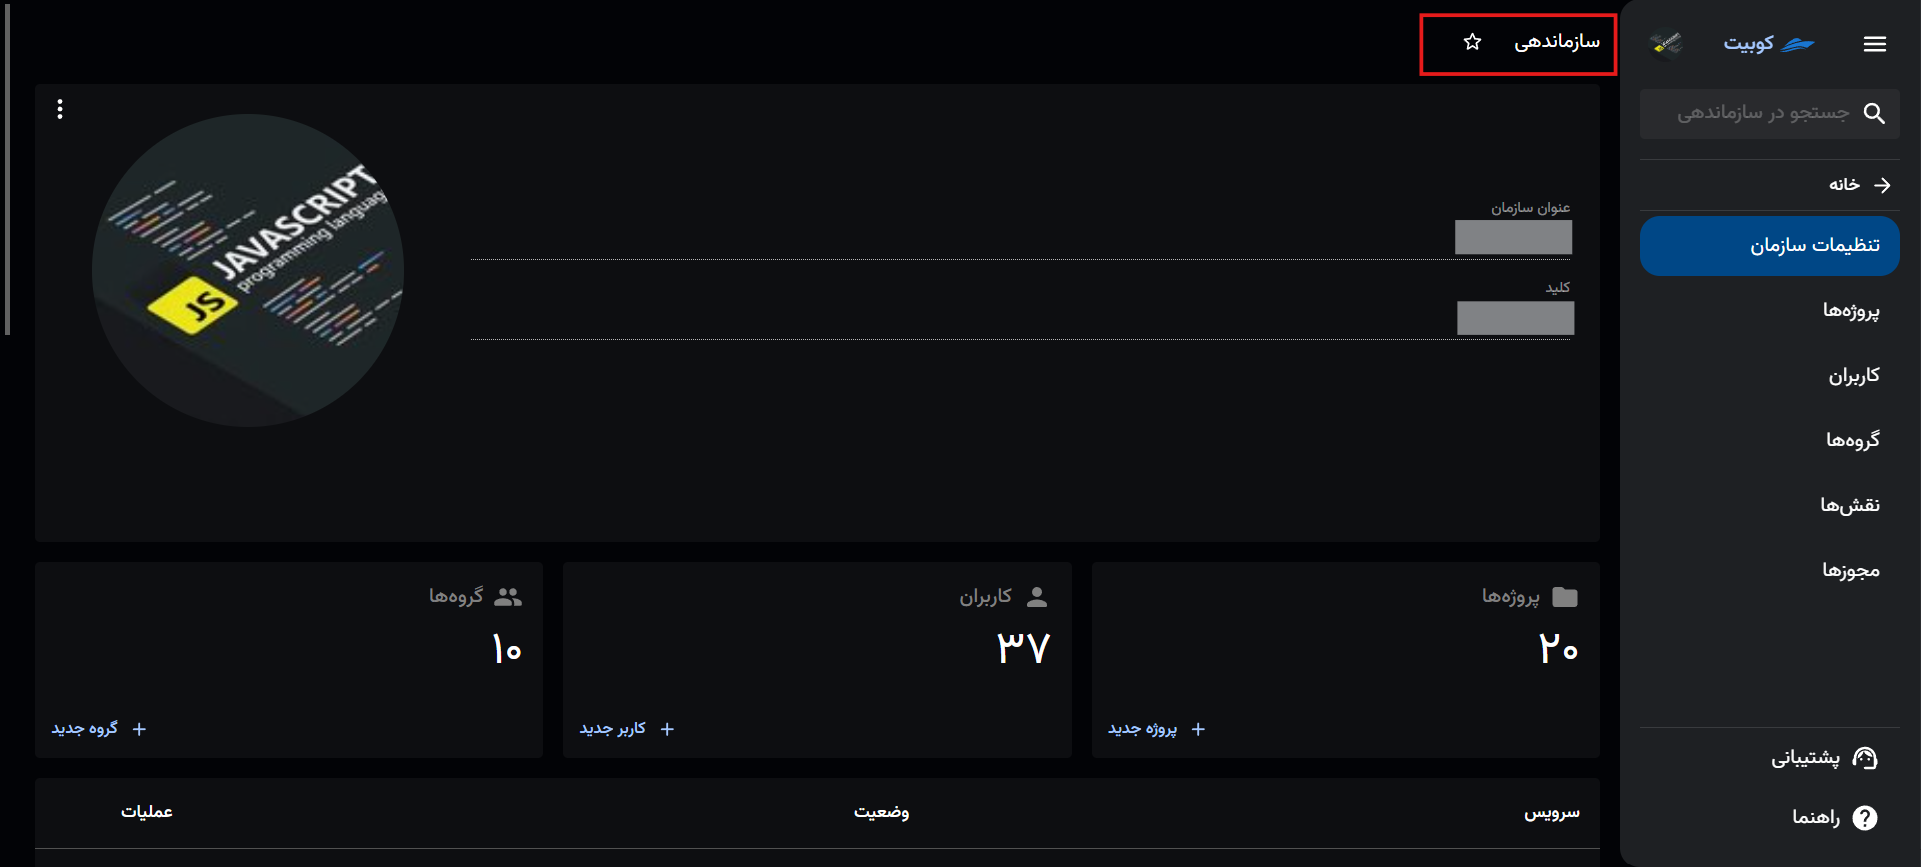 کوبیت
جستجو در سازماندهی
خانه
تنظیمات سازمان
پروژه‌ها
کاربران
گروه‌ها
نقش‌ها
مجوزها
پشتیبانی
راهنما
سازماندهی
عنوان سازمان
کلید
JAVASCRIPT
programming languag
JS
پروژه‌ها
۲۰
پروژه جدید
کاربران
۳۷
کاربر جدید
گروه‌ها
۱۰
گروه جدید
سرویس وضعیت عملیات